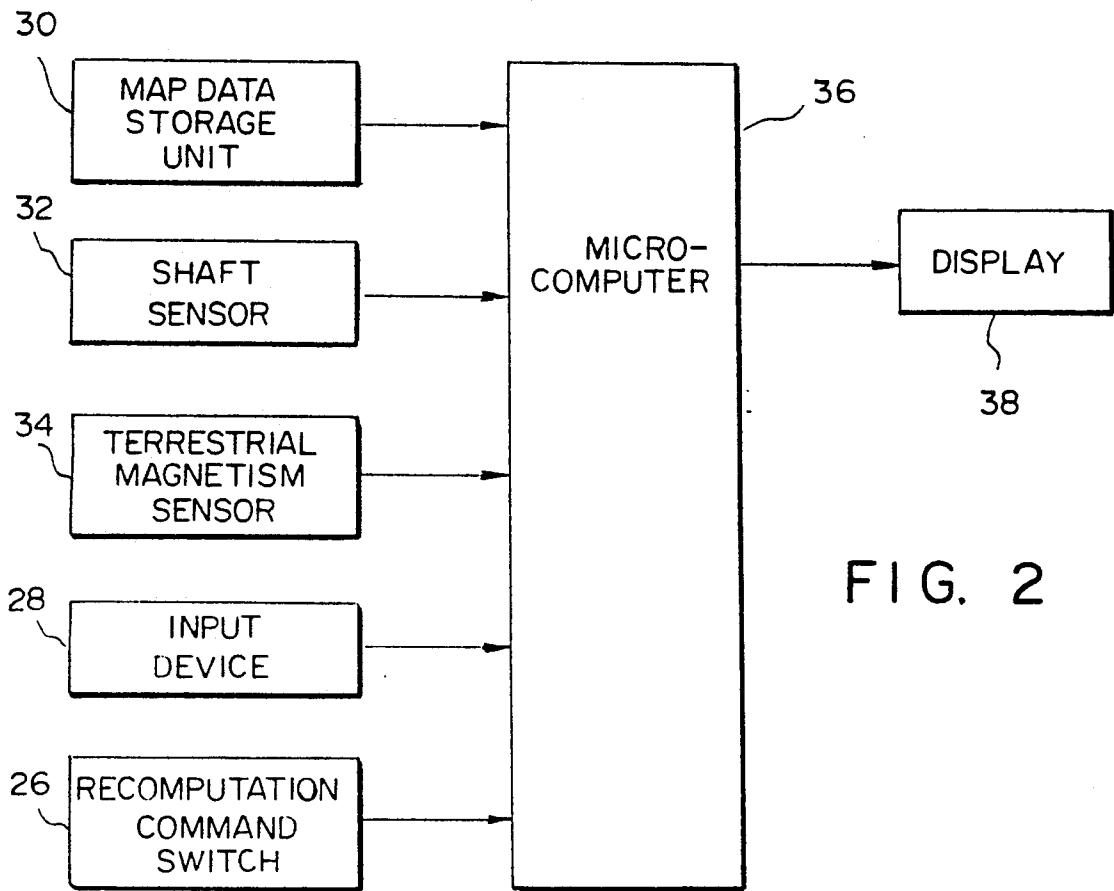 30
MAP DATA
STORAGE
UNIT
36
32
SHAFT
SENSOR
MICRO-
COMPUTER
DISPLAY
38
34
TERRESTRIAL
MAGNETISM
SENSOR
FIG. 2
28
INPUT
DEVICE
26
RECOMPUTATION
COMMAND
SWITCH